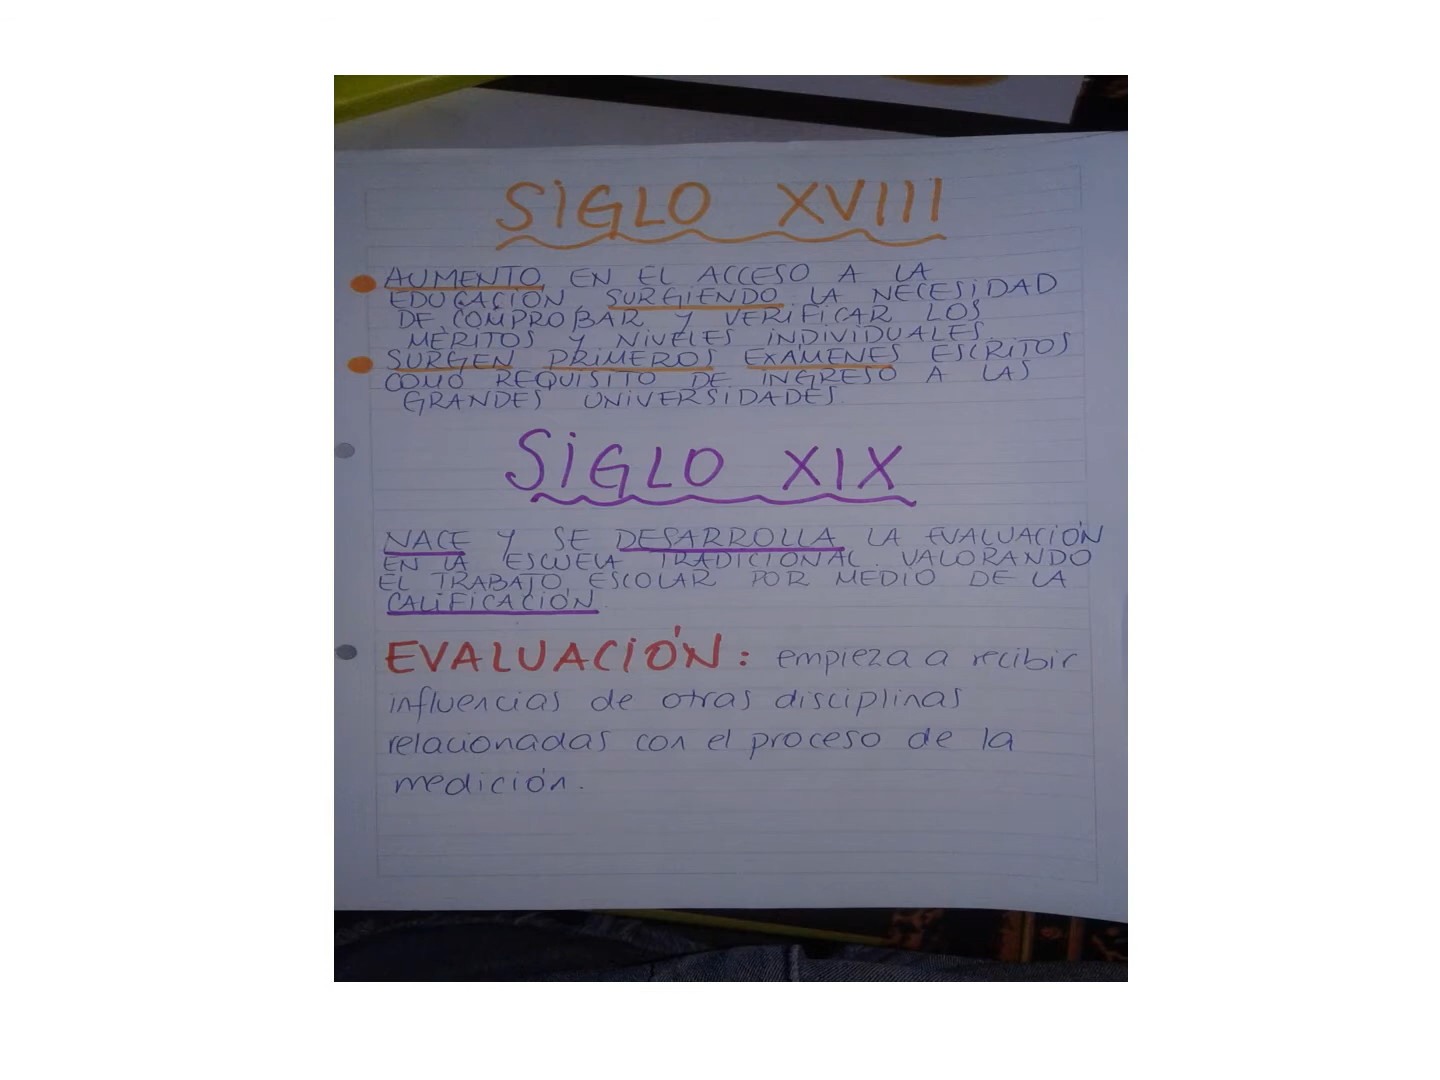 SiGLO XVIII
AUMENTO EN EL ACCESO A LA
EDUCACIÓN, SURGIENDO LA NECESiDAD
DE COMPROBAR Y VERiFiCAR LOS
MÉRiTOS Y NiVELES iNDiViDUALES.
SURGEN PRiMEROS EXÁMENES ESCRiTOS
COMO REQUiSiTO DE iNGRESO A LAS
GRANDES UNiVERSiDADES.
SiGLO XIX
NACE Y SE DESARROLLA LA EVALUACiÓN
EN LA ESCUELA TRADiCiONAL. VALORANDO
EL TRABAJO ESCOLAR POR MEDiO DE LA
CALiFiCACiÓN.
EVALUACiÓN: empieza a recibir
influencias de otras disciplinas
relacionadas con el proceso de la
medición.